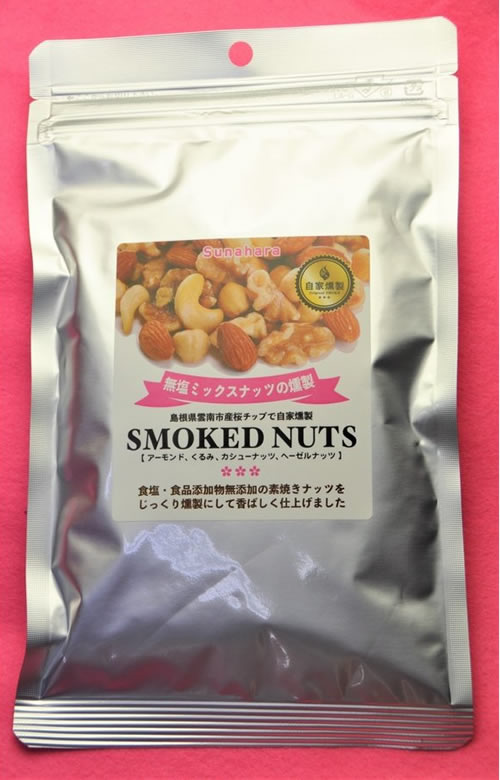 Sunahara
自家燻製
無塩ミックスナッツの燻製
島根県雲南市産桜チップで自家燻製
SMOKED NUTS
【 アーモンド、くるみ、カシューナッツ、ヘーゼルナッツ 】
食塩・食品添加物無添加の素焼きナッツを
じっくり燻製にして香ばしく仕上げました